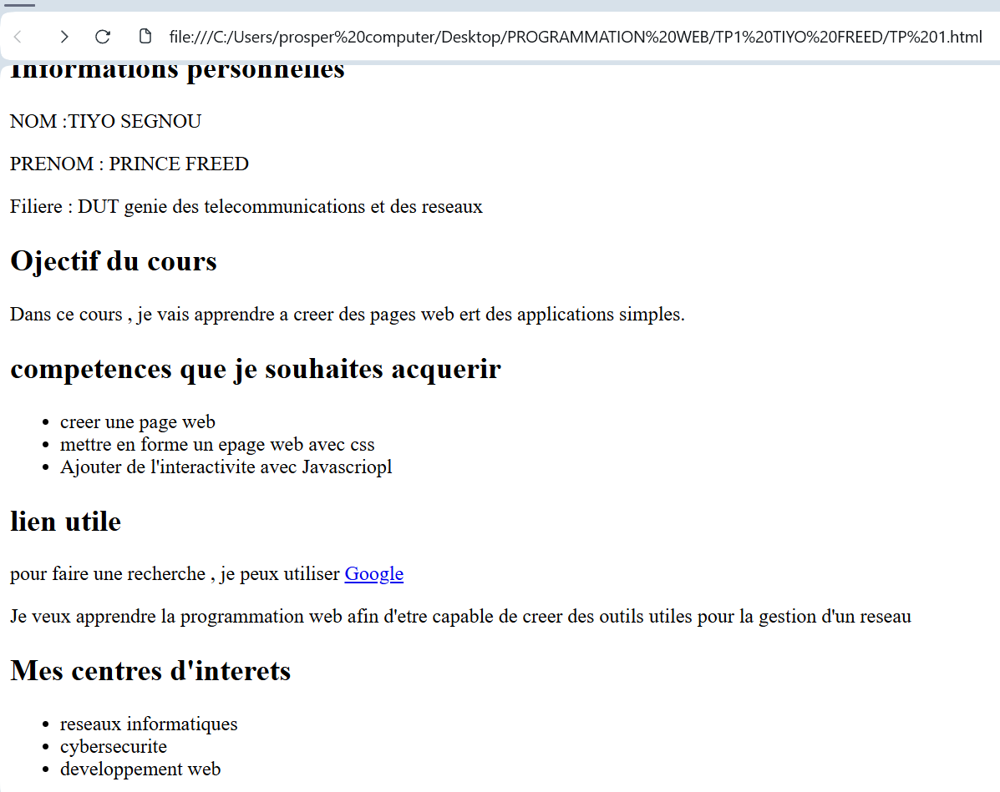 file:///C:/Users/prosper%20computer/Desktop/PROGRAMMATION%20WEB/TP1%20TIYO%20FREED/TP%201.html
Informations personnelles
NOM :TIYO SEGNOU
PRENOM : PRINCE FREED
Filiere : DUT genie des telecommunications et des reseaux
Ojectif du cours
Dans ce cours , je vais apprendre a creer des pages web ert des applications simples.
competences que je souhaites acquerir
creer une page web
mettre en forme un epage web avec css
Ajouter de l'interactivite avec Javascriopl
lien utile
pour faire une recherche , je peux utiliser Google
Je veux apprendre la programmation web afin d'etre capable de creer des outils utiles pour la gestion d'un reseau
Mes centres d'interets
reseaux informatiques
cybersecurite
developpement web